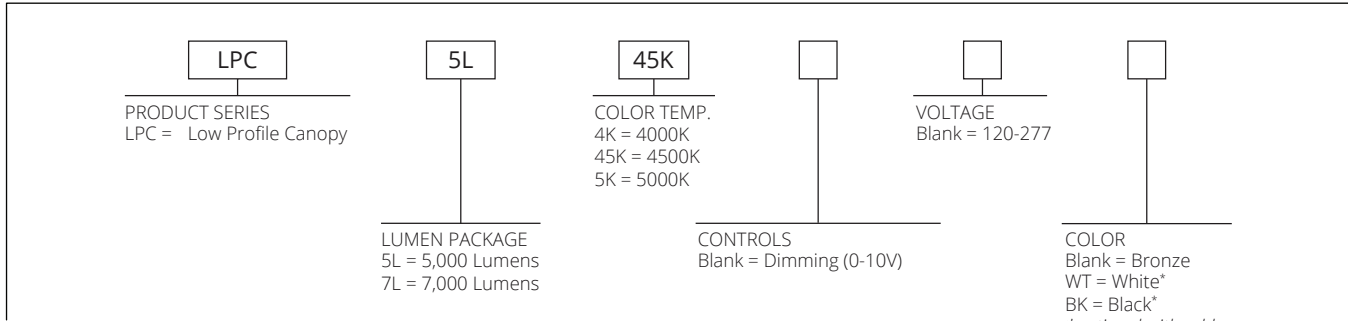 LPC
5L
45K
PRODUCT SERIES
LPC = Low Profile Canopy
LUMEN PACKAGE
5L = 5,000 Lumens
7L = 7,000 Lumens
COLOR TEMP.
4K = 4000K
45K = 4500K
5K = 5000K
CONTROLS
Blank = Dimming (0-10V)
VOLTAGE
Blank = 120-277
COLOR
Blank = Bronze
WT = White*
BK = Black*